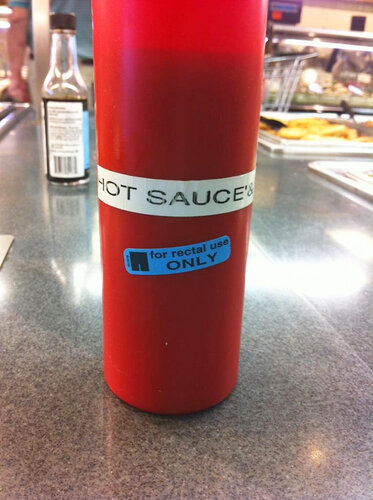 HOT SAUCE'&
for rectal use
ONLY